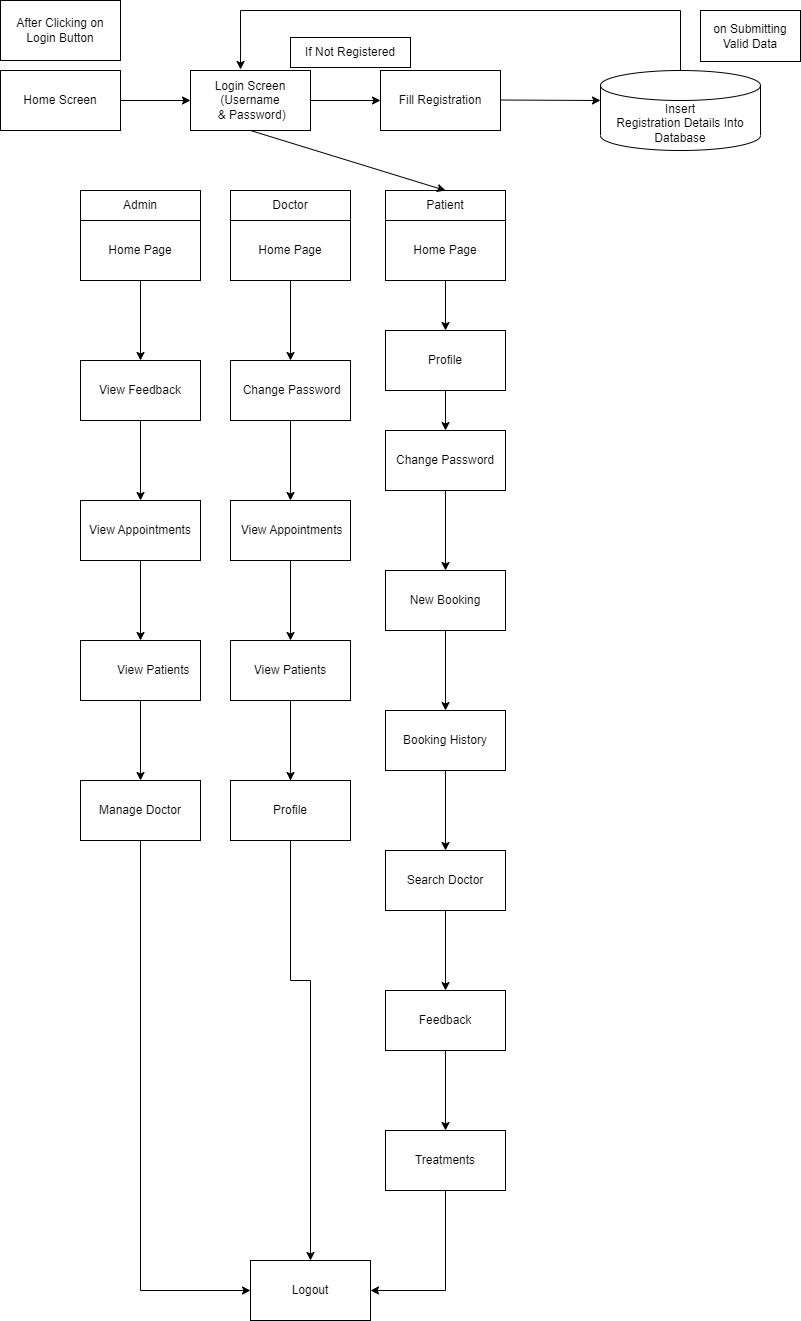 After Clicking on
Login Button
If Not Registered
on Submitting
Valid Data
Home Screen
Login Screen
(Username
& Password)
Fill Registration
Insert
Registration Details Into
Database
Admin
Home Page
View Feedback
View Appointments
View Patients
Manage Doctor
Doctor
Home Page
Change Password
View Appointments
View Patients
Profile
Patient
Home Page
Profile
Change Password
New Booking
Booking History
Search Doctor
Feedback
Treatments
Logout